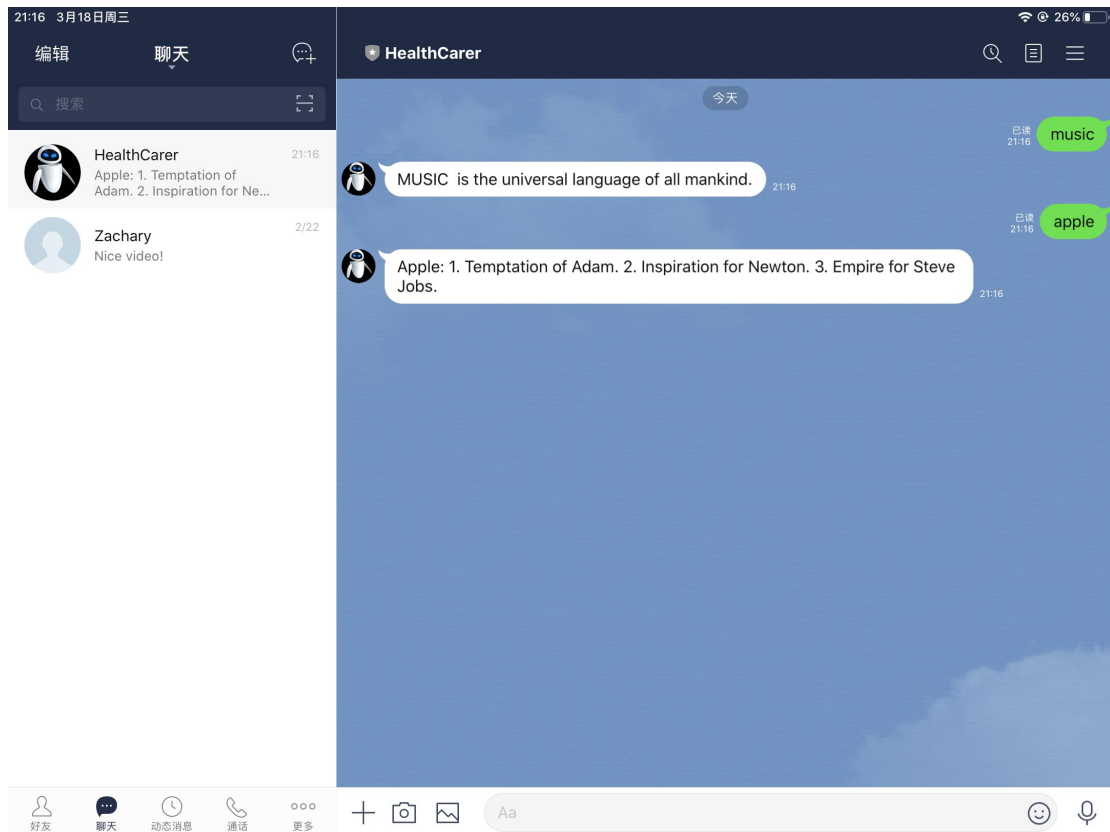 21:16 3月18日周三
26%
编辑
聊天
搜索
HealthCarer
21:16
Apple: 1. Temptation of
Adam. 2. Inspiration for Ne...
Zachary
2/22
Nice video!
好友
聊天
动态消息
通话
更多
HealthCarer
今天
已读
21:16
music
MUSIC  is the universal language of all mankind.
21:16
已读
21:16
apple
Apple: 1. Temptation of Adam. 2. Inspiration for Newton. 3. Empire for Steve
Jobs.
21:16
Aa